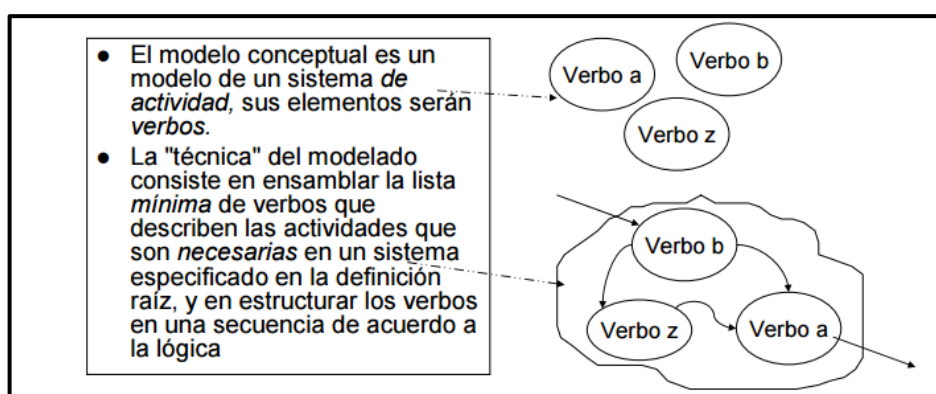 ● El modelo conceptual es un
modelo de un sistema de
actividad, sus elementos serán
verbos.
● La "técnica" del modelado
consiste en ensamblar la lista
mínima de verbos que
describen las actividades que
son necesarias en un sistema
especificado en la definición
raíz, y en estructurar los verbos
en una secuencia de acuerdo a
la lógica
Verbo a
Verbo b
Verbo z
Verbo b
Verbo z
Verbo a